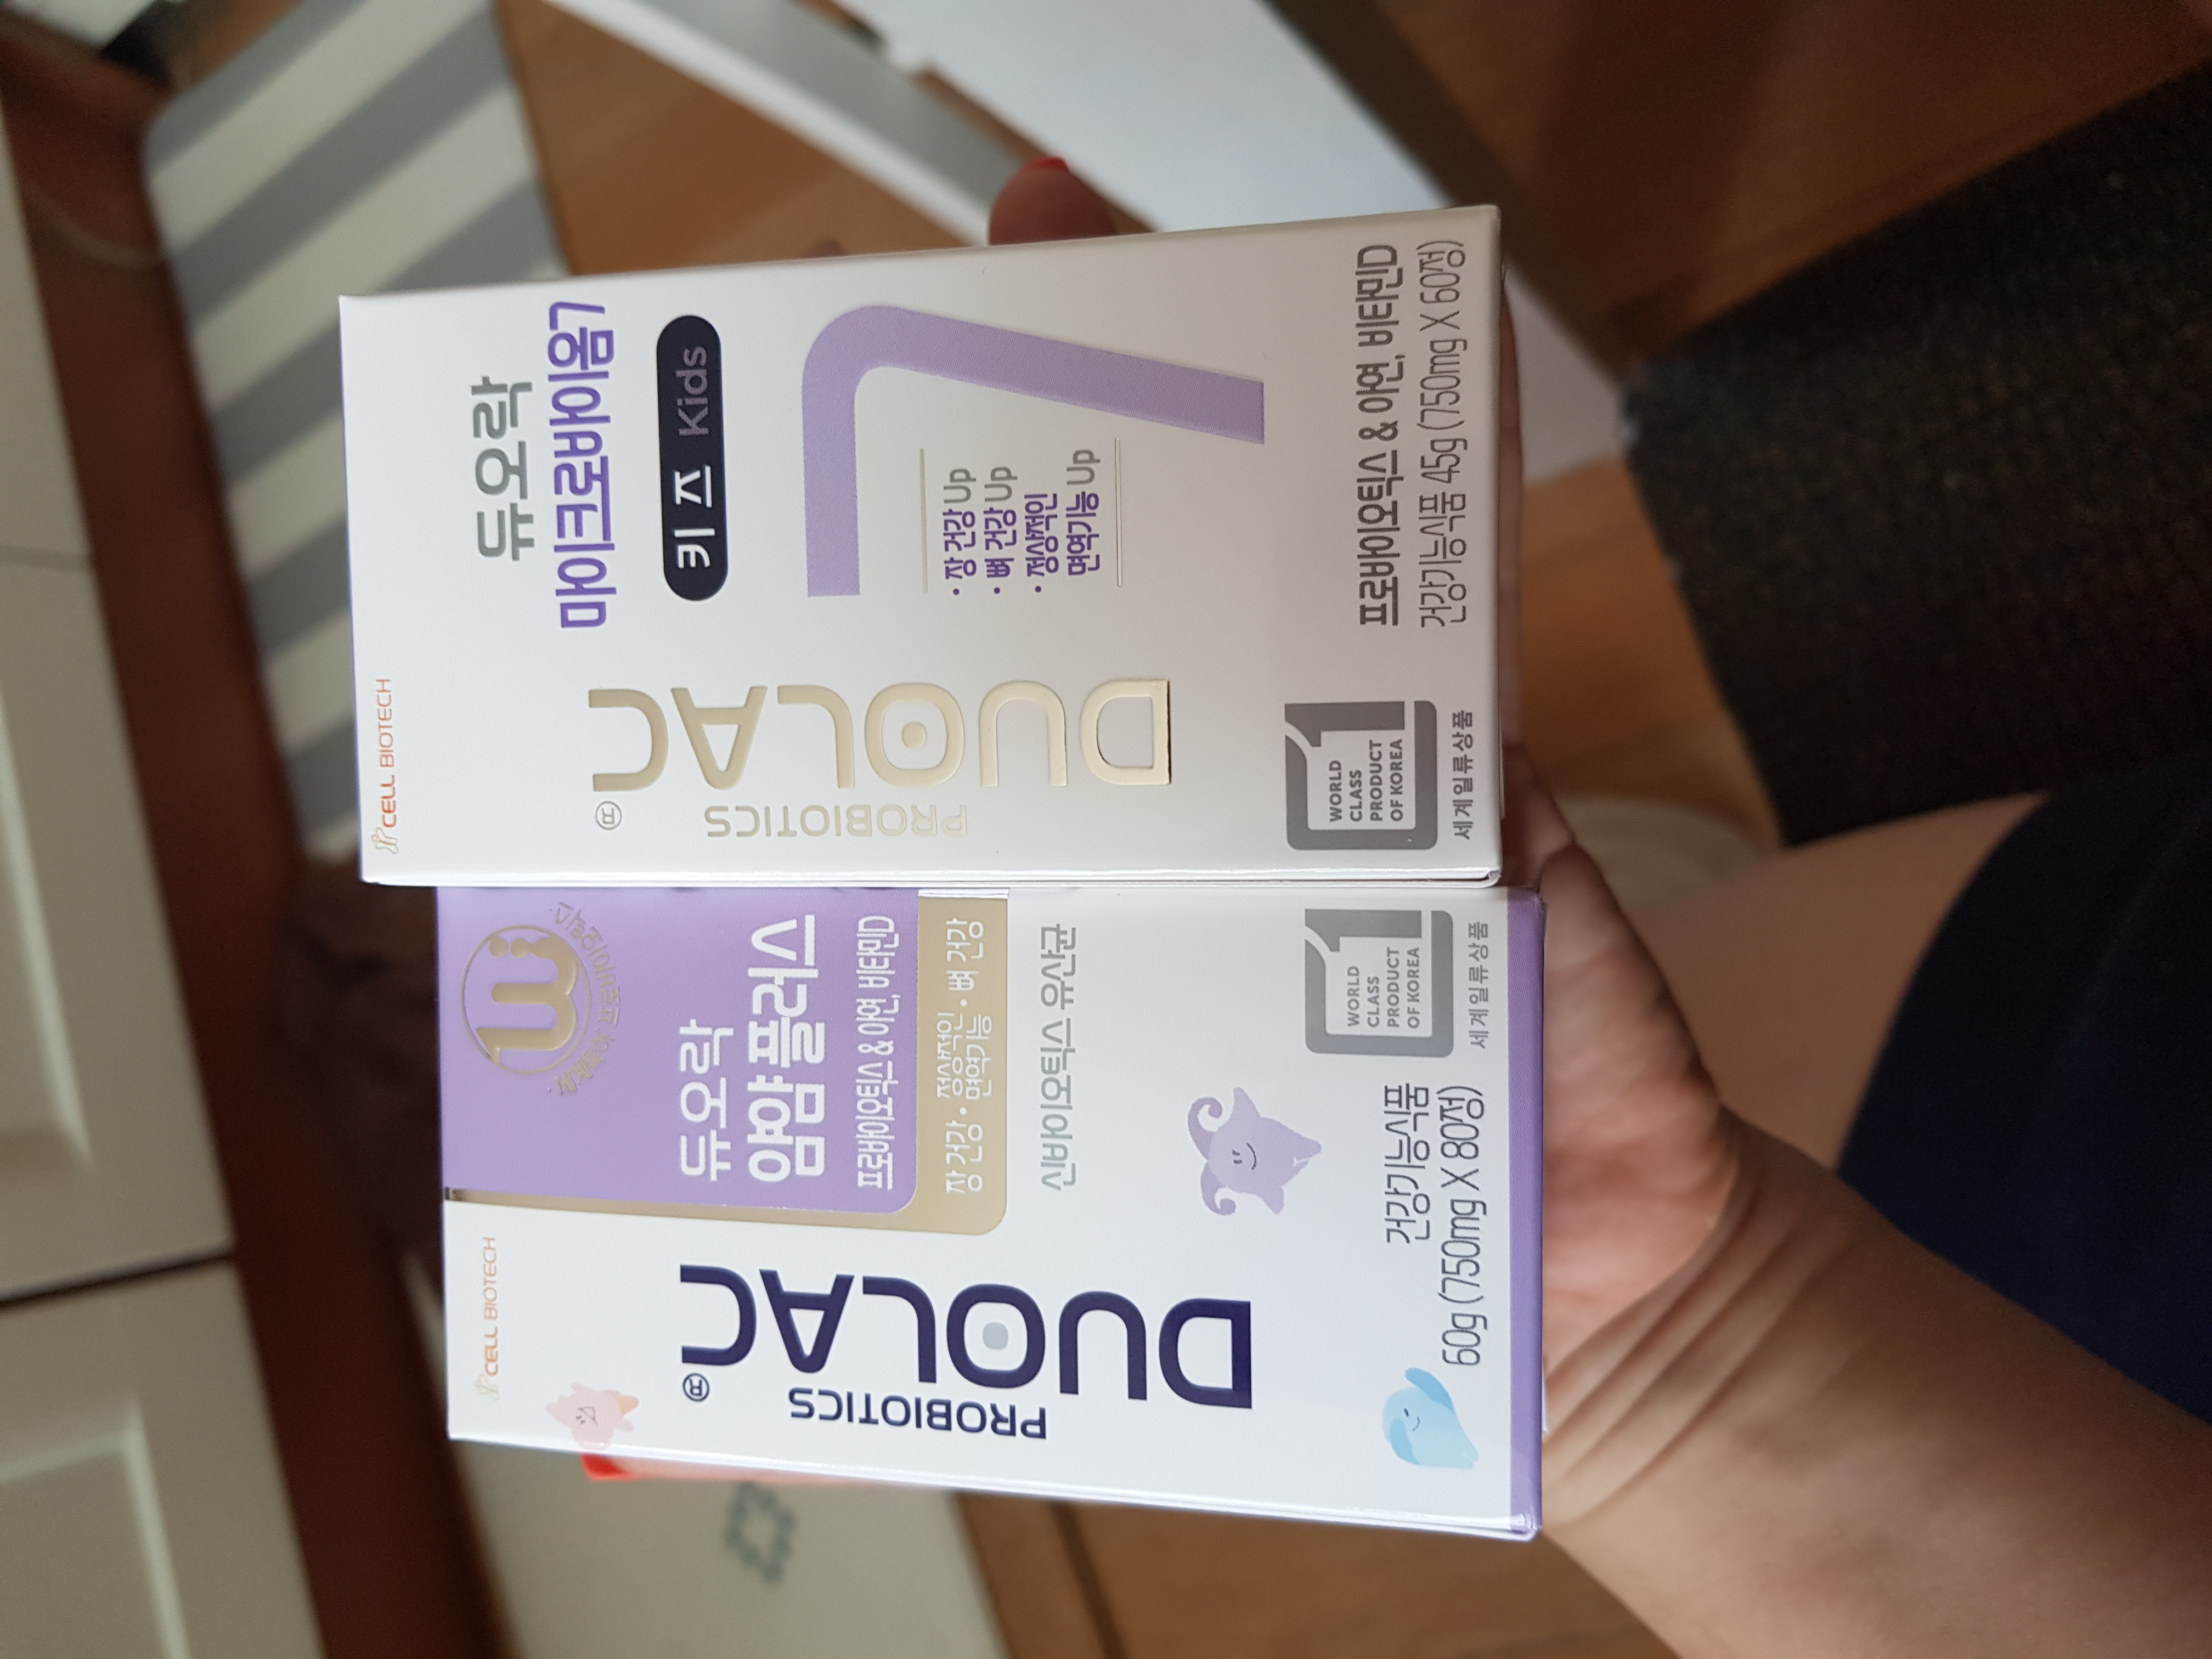 CELL BIOTECH
PROBIOTICS
DUOLAC®
듀오락
얌얌 플러스
프로바이오틱스 & 아연, 비타민D
장 건강 • 정상적인 면역기능 • 뼈 건강
신바이오틱스 유산균
건강기능식품
60g (750mg X 80정)
WORLD
CLASS
PRODUCT
OF KOREA
1
세계일류상품
CELL BIOTECH
PROBIOTICS
DUOLAC®
듀오락
마이크로바이옴7
키즈 Kids
7
• 장 건강 Up
• 뼈 건강 Up
• 정상적인
면역기능 Up
프로바이오틱스 & 아연, 비타민D
건강기능식품 45g (750mg X 60정)
WORLD
CLASS
PRODUCT
OF KOREA
1
세계일류상품